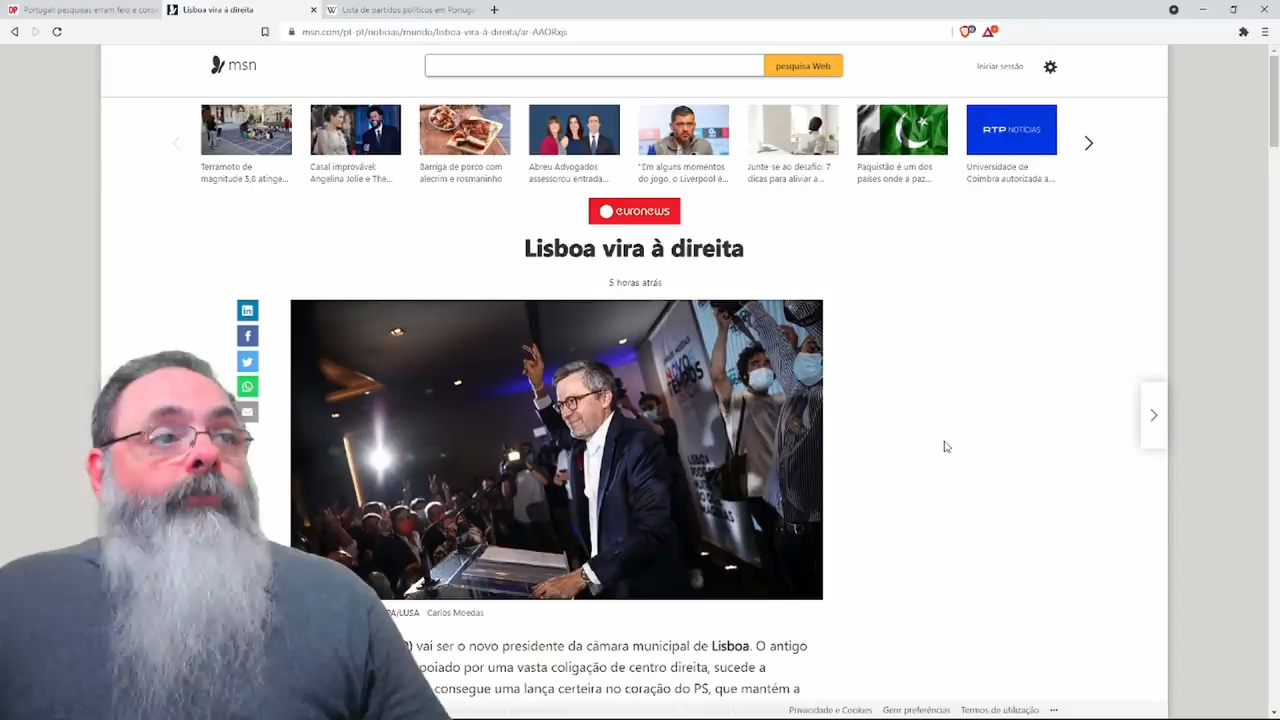 Portugal: pesquisas erram feio e cons
Lisboa vira à direita
Lista de partidos políticos em Portug
msn.com/pt-pt/noticias/mundo/lisboa-vira-à-direita/ar-AAORxjs
msn
pesquisa Web
Iniciar sessão
Terramoto de
magnitude 5,8 atinge...
Casal improvável:
Angelina Jolie e The...
Barriga de porco com
alecrim e rosmaninho
Abreu Advogados
assessorou entrada...
"Em alguns momentos
do jogo, o Liverpool é...
Junte-se ao desafio: 7
dicas para aliviar a...
Paquistão é um dos
países onde a paz...
RTP NOTÍCIAS
Universidade de
Coimbra autorizada a...
euronews
Lisboa vira à direita
5 horas atrás
PA/LUSA Carlos Moedas
vai ser o novo presidente da câmara municipal de Lisboa. O antigo
poiado por uma vasta coligação de centro direita, sucede a
consegue uma lança certeira no coração do PS, que mantém a
Privacidade e Cookies Gerir preferências Termos de utilização ...